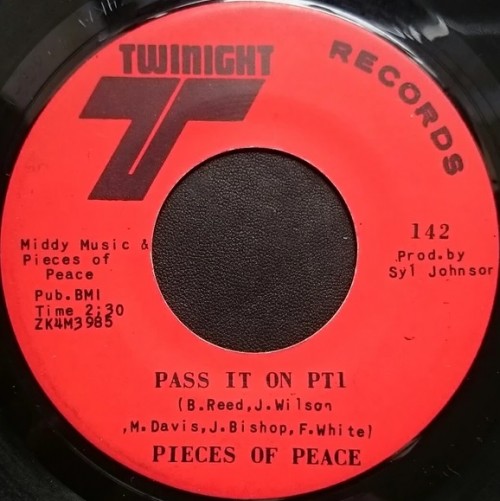 TWINIGHT
RECORDS
142
Prod.by
Syl Johnson
Middy Music &
Pieces of
Peace
Pub.BMI
Time 2:30
ZK4M3985
PASS IT ON PT1
(B.Reed,J.Wilson
,M.Davis,J.Bishop,F.White)
PIECES OF PEACE